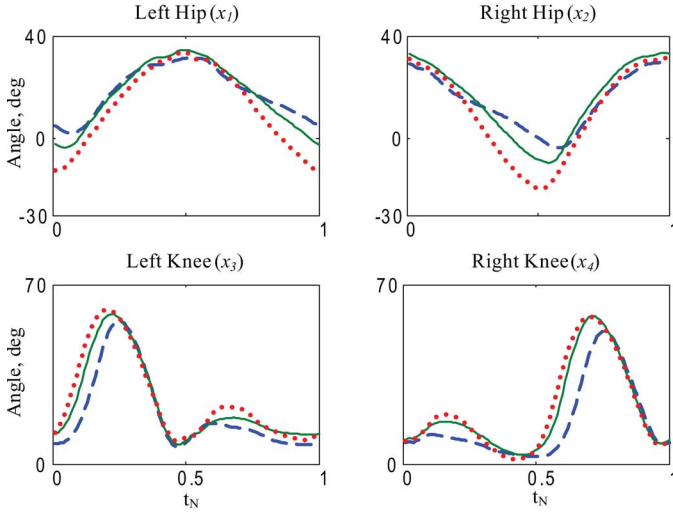 Left Hip (x1)
Right Hip (x2)
40
40
Angle, deg
0
0
-30
-30
0
1
0
1
Left Knee (x3)
Right Knee (x4)
70
70
Angle, deg
0
0
0
0.5
1
0
0.5
1
tN
tN